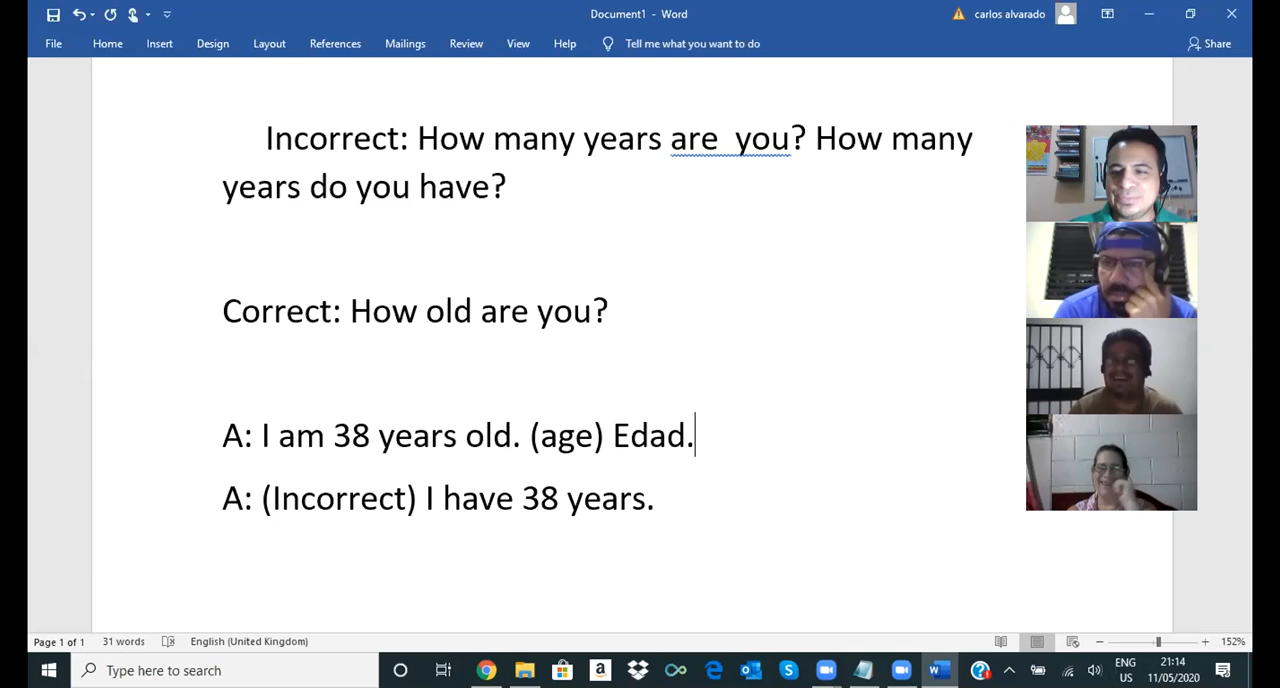 Document1 - Word
carlos alvarado
File Home Insert Design Layout References Mailings Review View Help Tell me what you want to do Share
Incorrect: How many years are  you? How many
years do you have?
Correct: How old are you?
A: I am 38 years old. (age) Edad.
A: (Incorrect) I have 38 years.
Page 1 of 1 31 words English (United Kingdom) 152%
Type here to search
ENG 21:14
US 11/05/2020